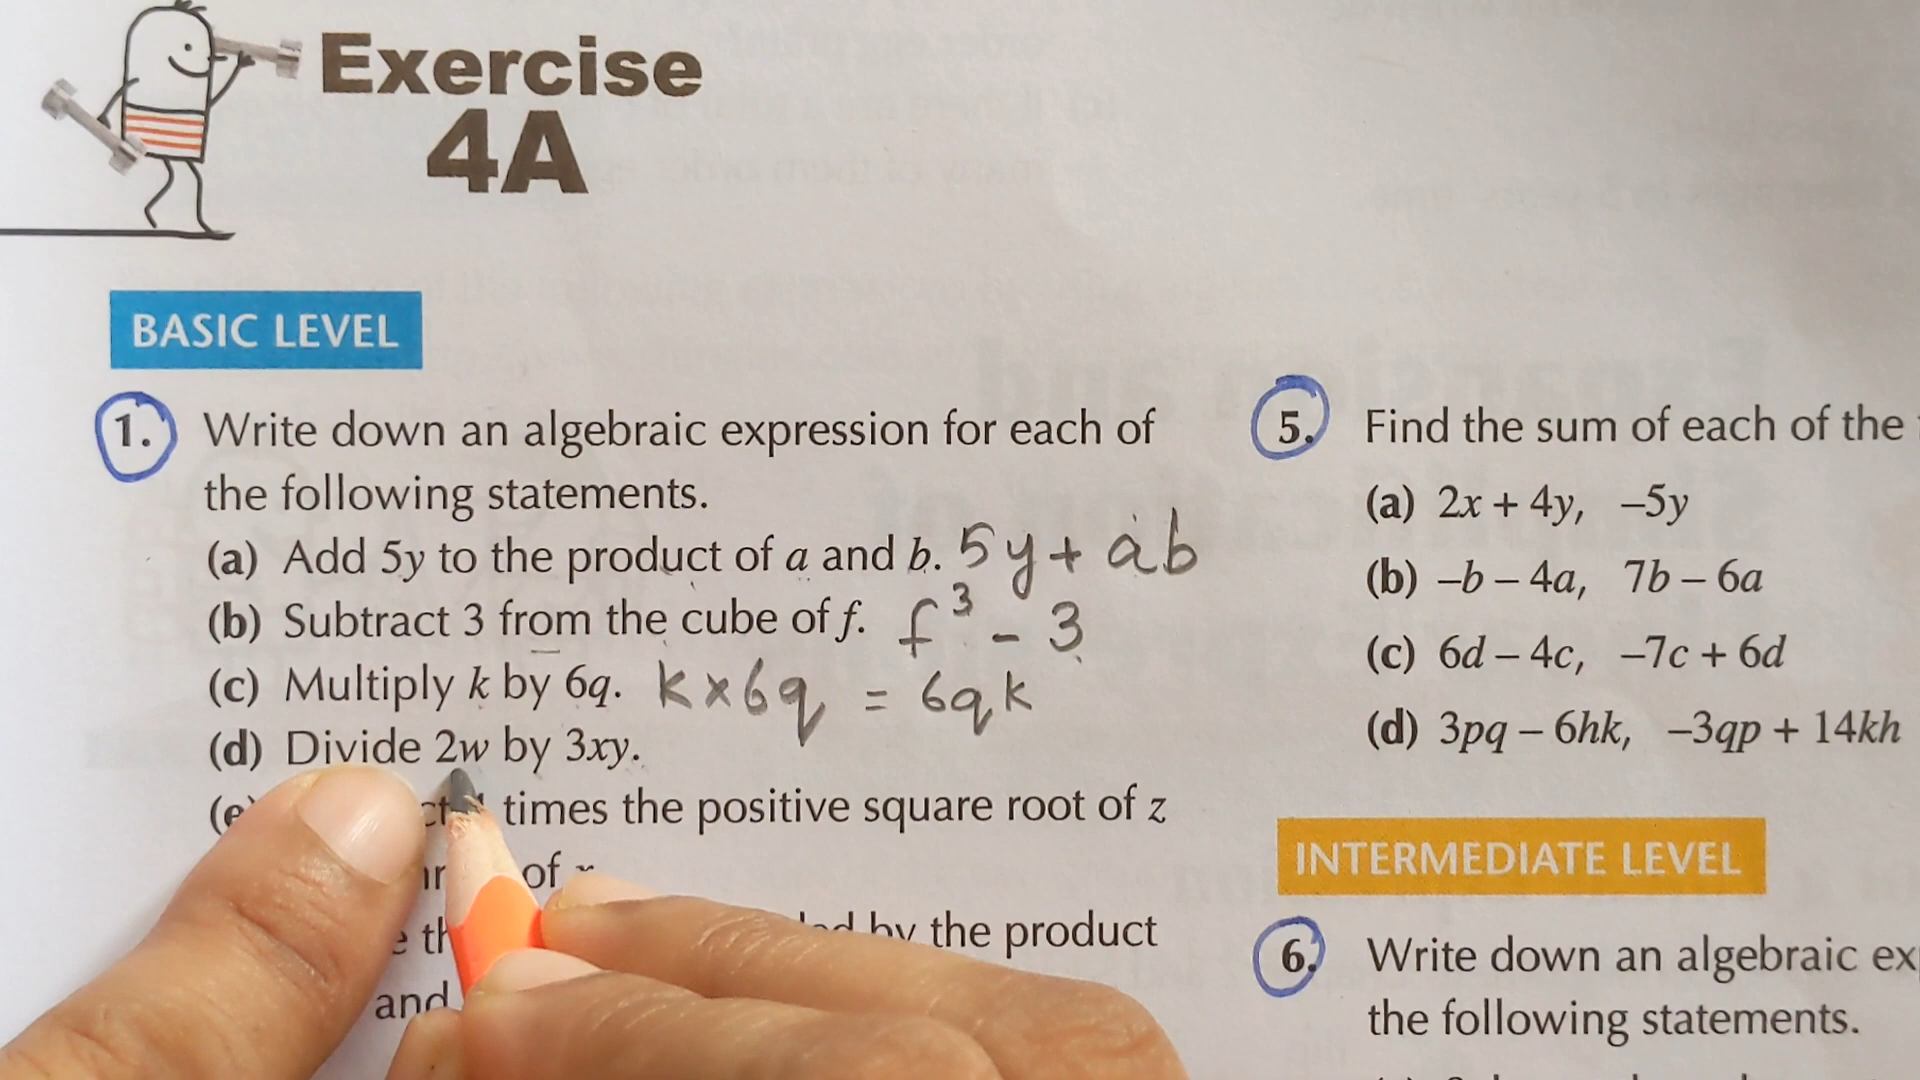 Exercise
4A
BASIC LEVEL
1. Write down an algebraic expression for each of
the following statements.
(a) Add 5y to the product of a and b. 5y + ab
(b) Subtract 3 from the cube of f. f³ - 3
(c) Multiply k by 6q. k × 6q = 6qk
(d) Divide 2w by 3xy.
times the positive square root of z
of
by the product
and
5. Find the sum of each of the
(a) 2x + 4y, –5y
(b) –b – 4a, 7b – 6a
(c) 6d – 4c, –7c + 6d
(d) 3pq – 6hk, –3qp + 14kh
INTERMEDIATE LEVEL
6. Write down an algebraic ex
the following statements.